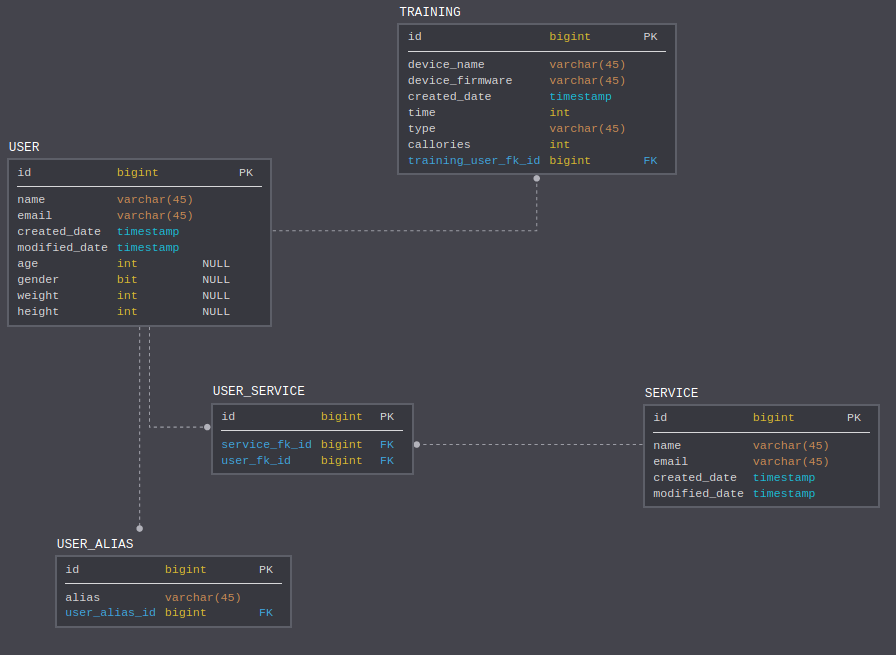 TRAINING
id bigint PK
device_name varchar(45)
device_firmware varchar(45)
created_date timestamp
time int
type varchar(45)
callories int
training_user_fk_id bigint FK
USER
id bigint PK
name varchar(45)
email varchar(45)
created_date timestamp
modified_date timestamp
age int NULL
gender bit NULL
weight int NULL
height int NULL
USER_SERVICE
id bigint PK
service_fk_id bigint FK
user_fk_id bigint FK
SERVICE
id bigint PK
name varchar(45)
email varchar(45)
created_date timestamp
modified_date timestamp
USER_ALIAS
id bigint PK
alias varchar(45)
user_alias_id bigint FK